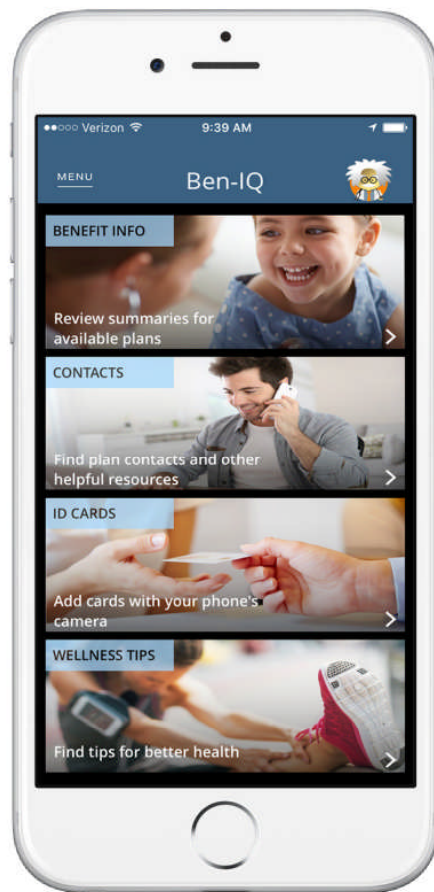 Verizon
9:39 AM
MENU
Ben-IQ
BENEFIT INFO
Review summaries for
available plans
CONTACTS
Find plan contacts and other
helpful resources
ID CARDS
Add cards with your phone's
camera
WELLNESS TIPS
Find tips for better health